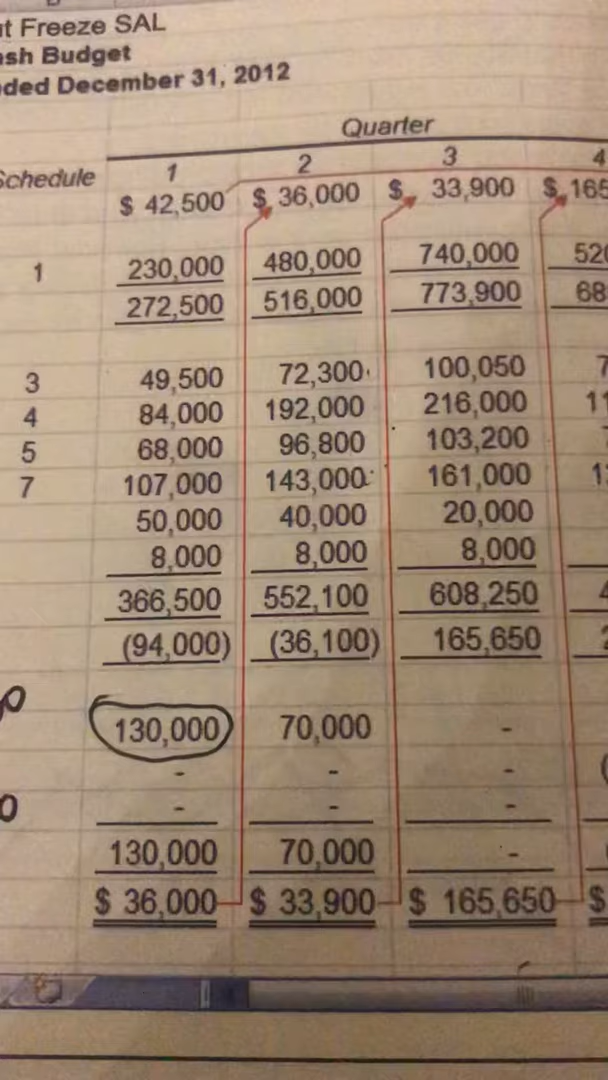 Freeze SAL
Budget
December 31, 2012
Quarter
Schedule 1 2 3 4
$ 42,500 $ 36,000 $ 33,900 $
1 230,000 480,000 740,000
272,500 516,000 773,900
3 49,500 72,300 100,050
4 84,000 192,000 216,000
5 68,000 96,800 103,200
7 107,000 143,000 161,000
50,000 40,000 20,000
8,000 8,000 8,000
366,500 552,100 608,250
(94,000) (36,100) 165,650
130,000 70,000 -
- - -
- - -
130,000 70,000 -
$ 36,000 $ 33,900 $ 165,650 $